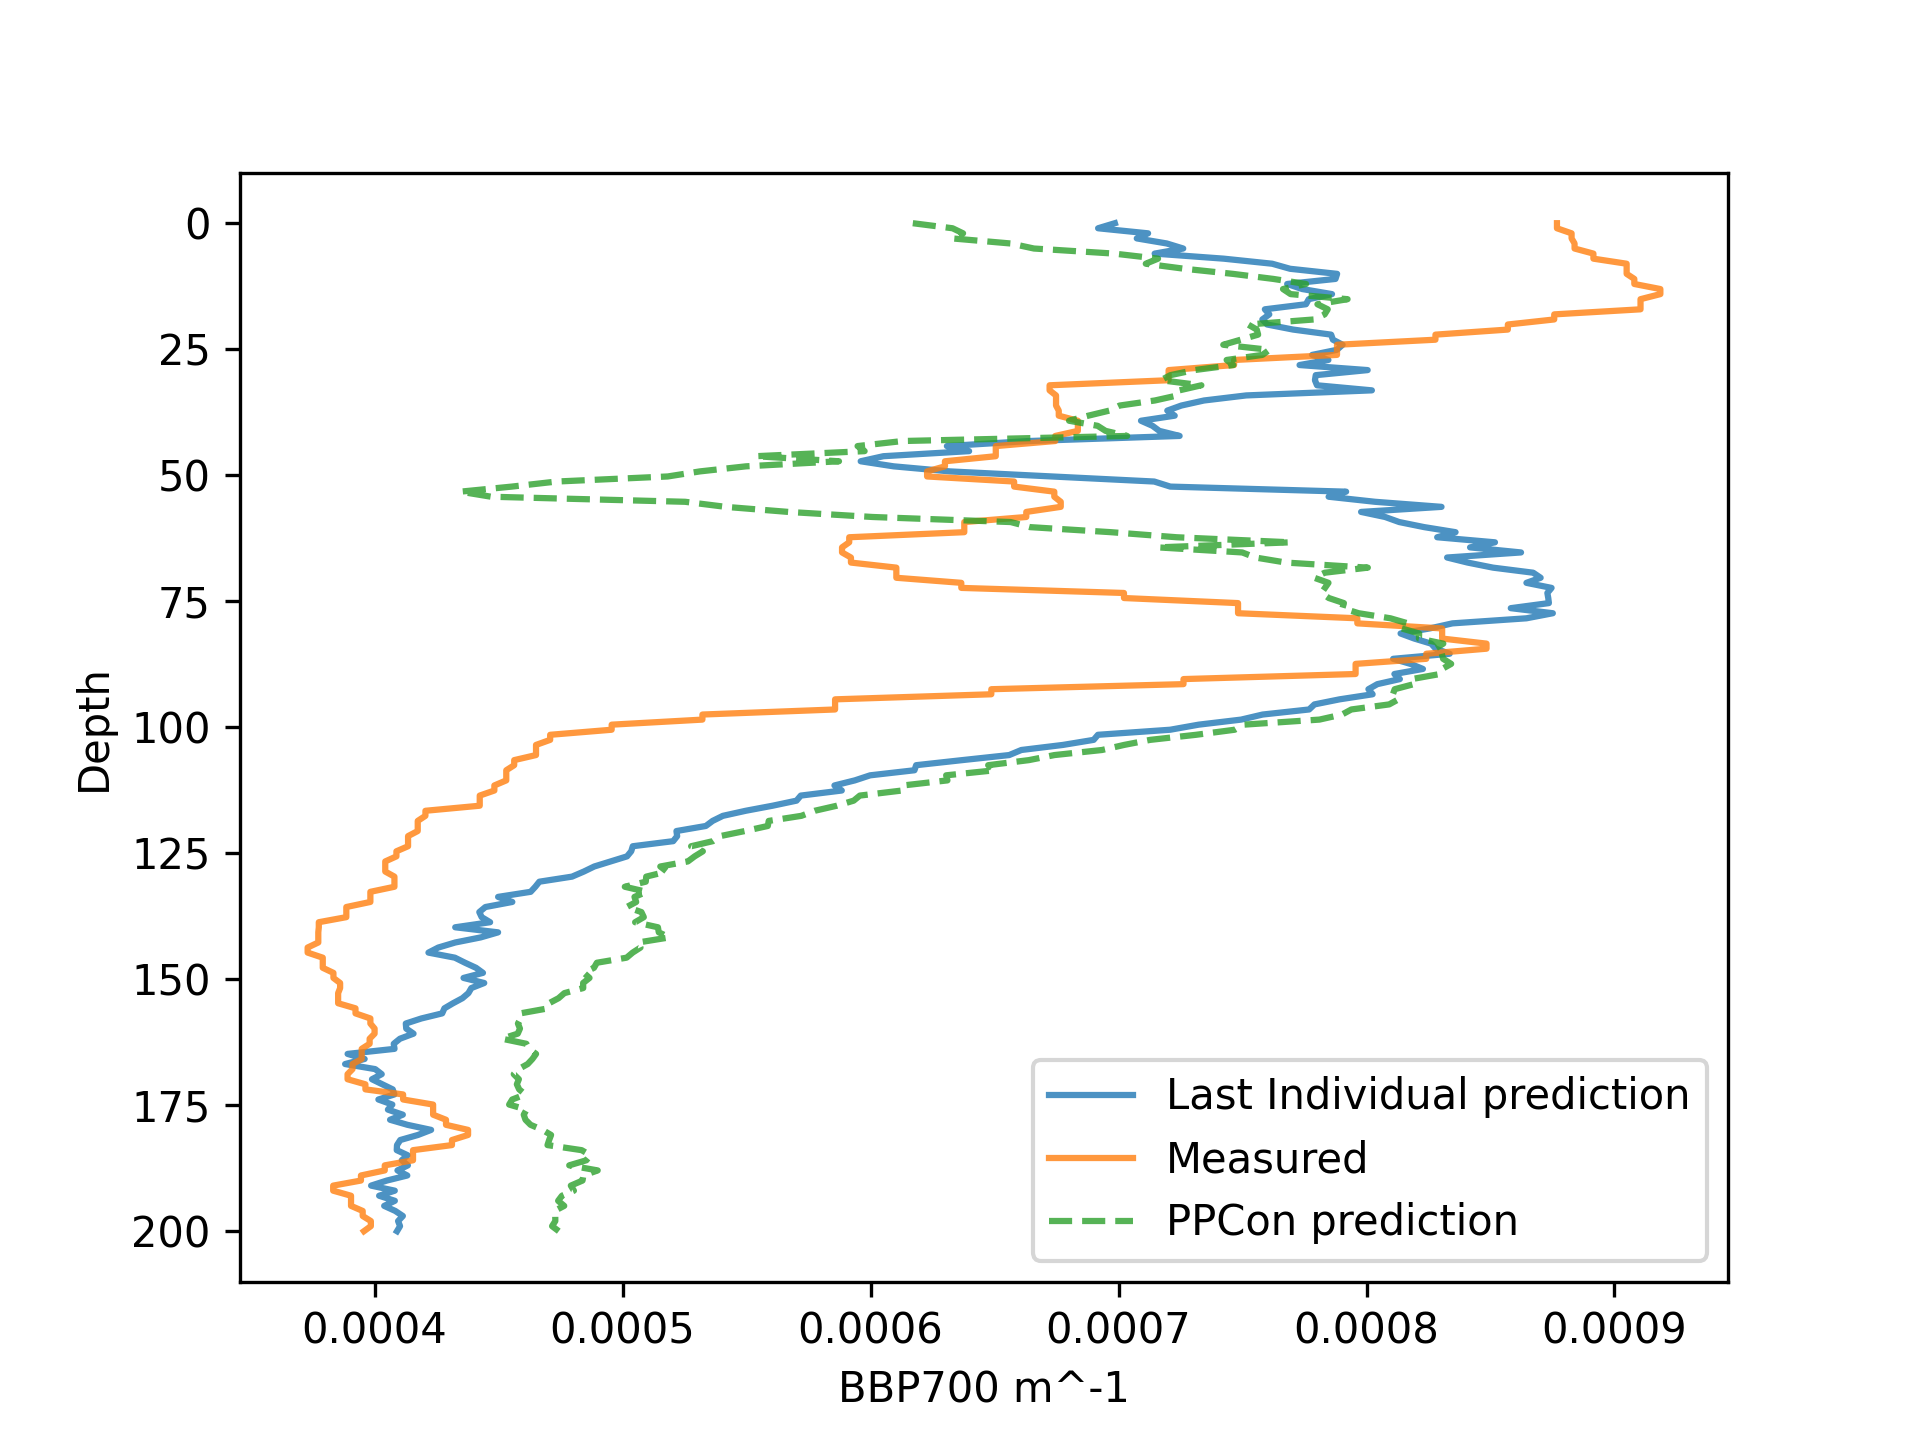 0
25
50
75
100
125
150
175
200
Depth
0.0004 0.0005 0.0006 0.0007 0.0008 0.0009
BBP700 m^-1
Last Individual prediction
Measured
PPCon prediction